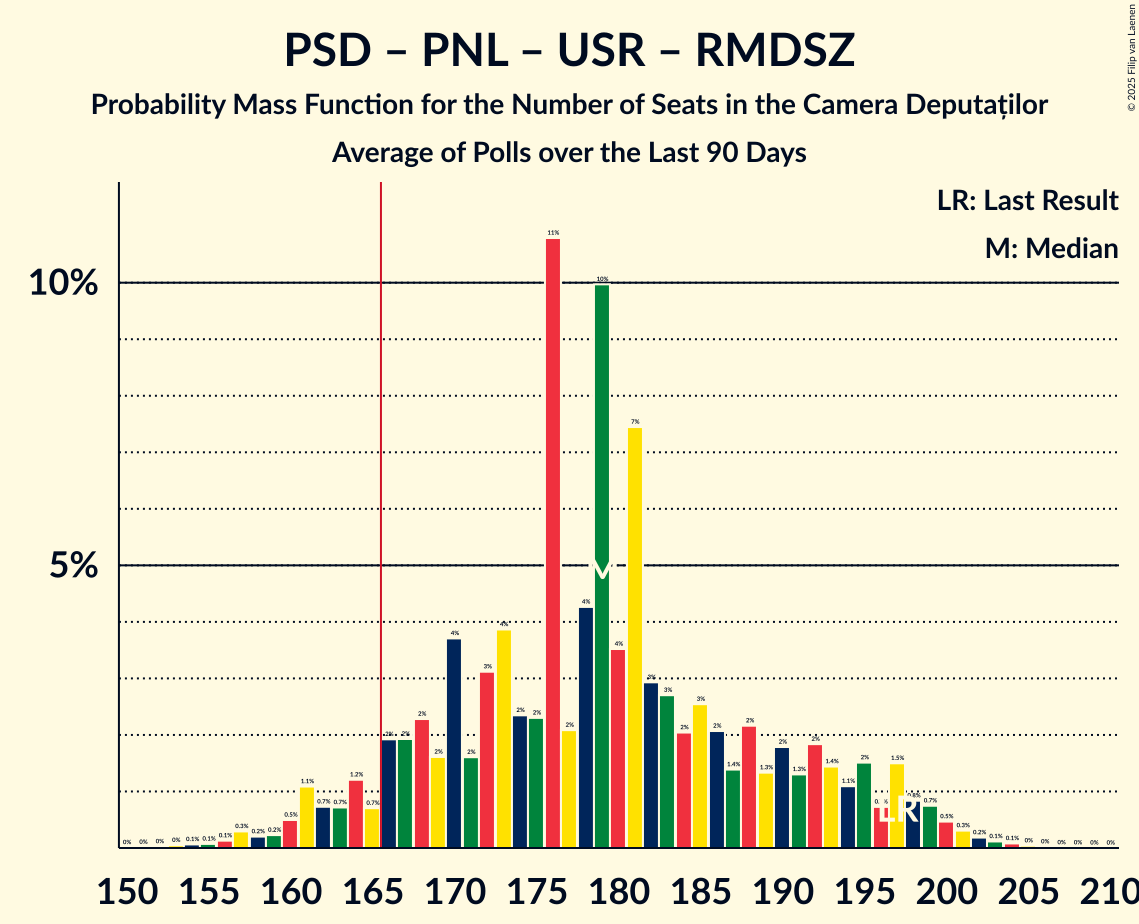 PSD – PNL – USR – RMDSZ
Probability Mass Function for the Number of Seats in the Camera Deputaților
Average of Polls over the Last 90 Days
© 2025 Filip van Laenen
LR: Last Result
M: Median
10%
5%
0% 0% 0% 0% 0.1% 0.1% 0.1% 0.3% 0.2% 0.2% 0.5% 1.1% 0.7% 0.7% 1.2% 0.7% 2% 2% 2% 2% 4% 2% 3% 4% 2% 2% 11% 2% 4% 10% 4% 7% 3% 3% 2% 3% 2% 1.4% 2% 1.3% 2% 1.3% 2% 1.4% 1.1% 2% 1.5% 0.8% 0.7% 0.5% 0.3% 0.2% 0.1% 0.1% 0% 0% 0% 0% 0% 0%
M
LR
150 155 160 165 170 175 180 185 190 195 200 205 210